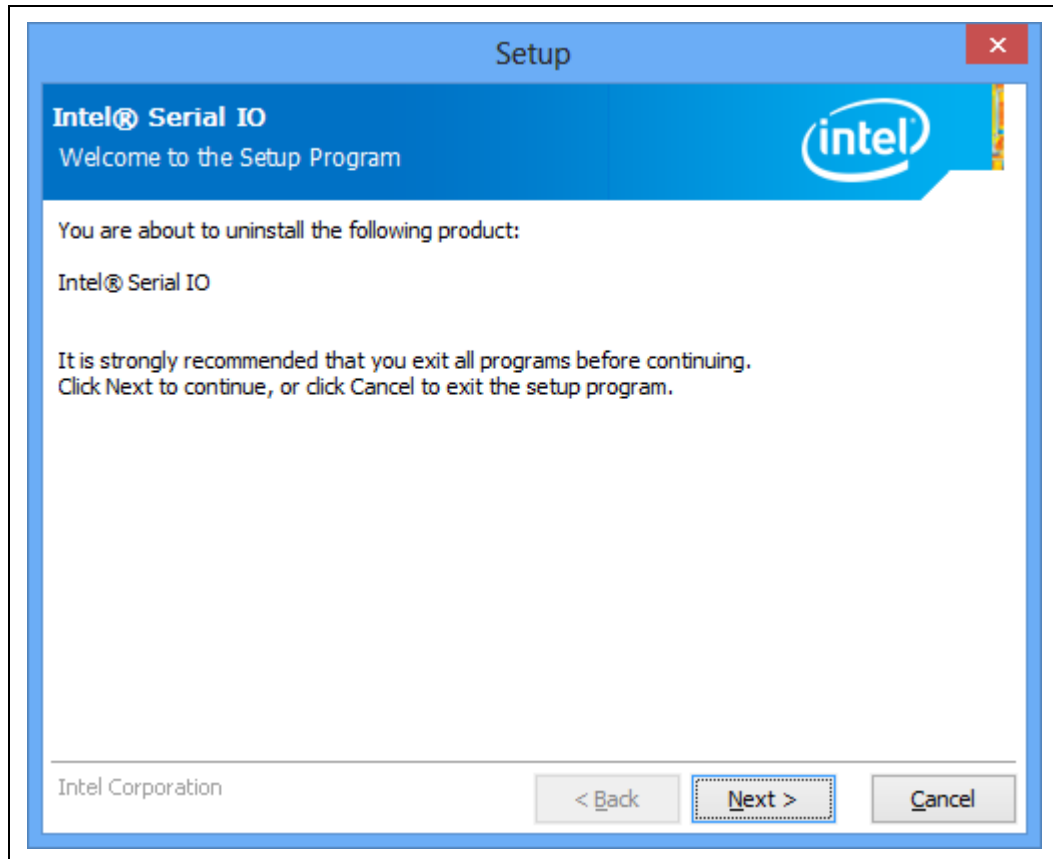 Setup
Intel® Serial IO
Welcome to the Setup Program
intel
You are about to uninstall the following product:
Intel® Serial IO
It is strongly recommended that you exit all programs before continuing.
Click Next to continue, or click Cancel to exit the setup program.
Intel Corporation
< Back Next > Cancel